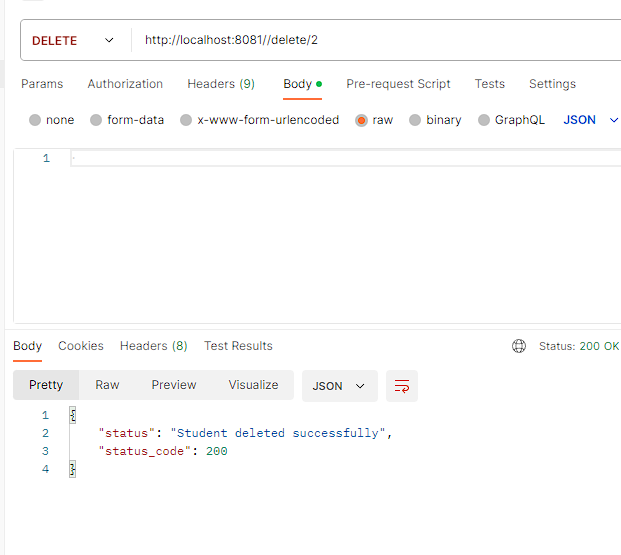 DELETE http://localhost:8081//delete/2
Params Authorization Headers (9) Body Pre-request Script Tests Settings
none form-data x-www-form-urlencoded raw binary GraphQL JSON
1
Body Cookies Headers (8) Test Results Status: 200 OK
Pretty Raw Preview Visualize JSON
1 {
2 "status": "Student deleted successfully",
3 "status_code": 200
4 }